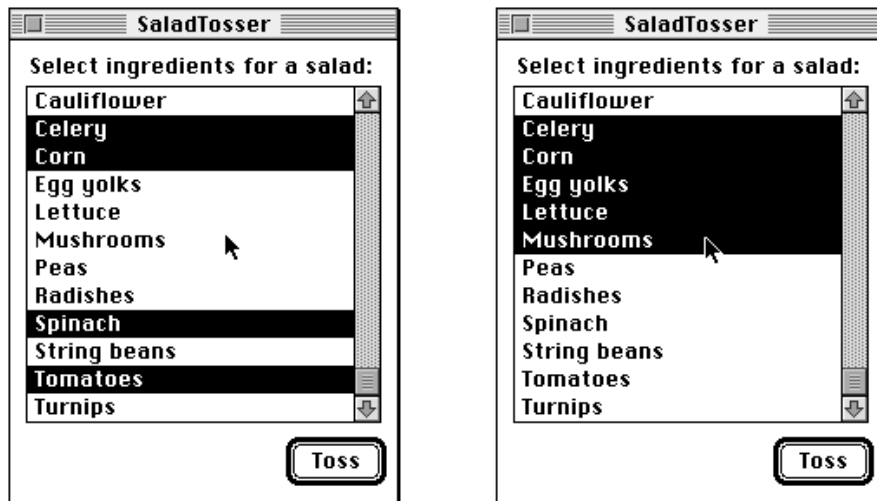 SaladTosser
Select ingredients for a salad:
Cauliflower
Celery
Corn
Egg yolks
Lettuce
Mushrooms
Peas
Radishes
Spinach
String beans
Tomatoes
Turnips
Toss
SaladTosser
Select ingredients for a salad:
Cauliflower
Celery
Corn
Egg yolks
Lettuce
Mushrooms
Peas
Radishes
Spinach
String beans
Tomatoes
Turnips
Toss